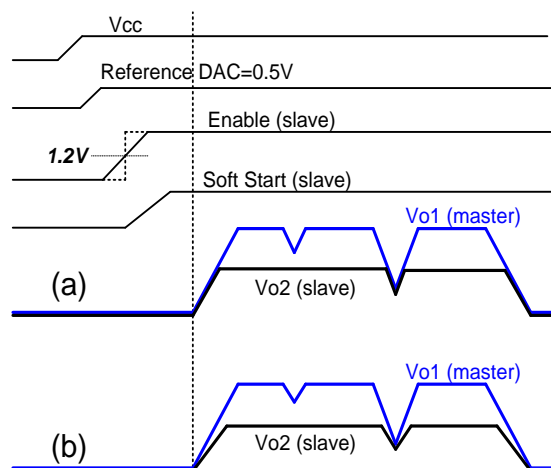 Vcc
Reference DAC=0.5V
Enable (slave)
1.2V
Soft Start (slave)
Vo1 (master)
(a)
Vo2 (slave)
Vo1 (master)
(b)
Vo2 (slave)